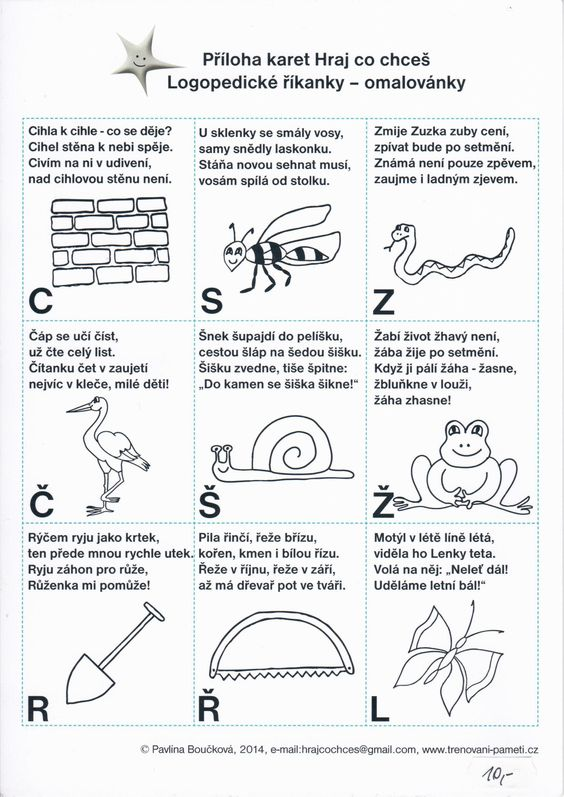 Příloha karet Hraj co chceš
Logopedické říkanky – omalovánky
Cihla k cihle - co se děje?
Cihel stěna k nebi spěje.
Civím na ni v udivení,
nad cihlovou stěnu není.
C
U sklenky se smály vosy,
samy snědly laskonku.
Stáňa novou sehnat musí,
vosám spílá od stolku.
S
Zmije Zuzka zuby cení,
zpívat bude po setmění.
Známá není pouze zpěvem,
zaujme i ladným zjevem.
Z
Čáp se učí číst,
už čte celý list.
Čítanku čet v zaujetí
nejvíc v kleče, milé děti!
Č
Šnek šupajdí do pelíšku,
cestou šláp na šedou šišku.
Šišku zvedne, tiše špitne:
„Do kamen se šiška šikne!“
Š
Žabí život žhavý není,
žába žije po setmění.
Když ji pálí žáha - žasne,
žbluňkne v louži,
žáha zhasne!
Ž
Rýčem ryju jako krtek,
ten přede mnou rychle utek.
Ryju záhon pro růže,
Růženka mi pomůže!
R
Pila řinčí, řeže břízu,
kořen, kmen i bílou řízu.
Řeže v říjnu, řeže v září,
až má dřevař pot ve tváři.
Ř
Motýl v létě líně létá,
viděla ho Lenky teta.
Volá na něj: „Neleť dál!
Uděláme letní bál!“
L
© Pavlina Boučková, 2014, e-mail:hrajcochces@gmail.com, www.trenovani-pameti.cz
10,-